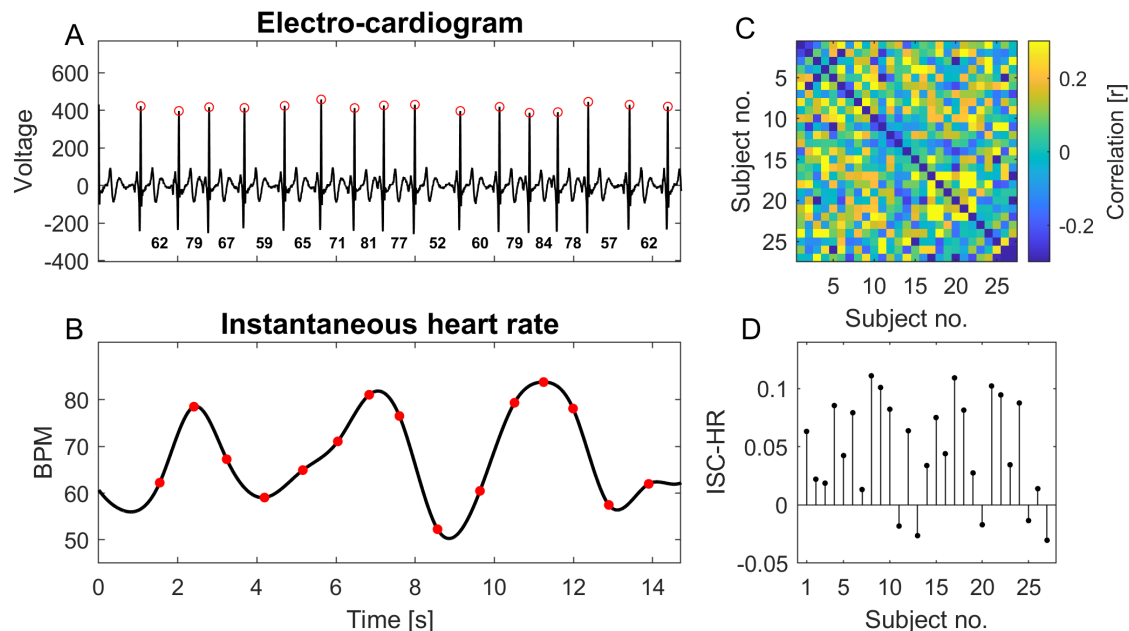 A
Electro-cardiogram
Voltage
600
400
200
0
-200
-400
62 79 67 59 65 71 81 77 52 60 79 84 78 57 62
B
Instantaneous heart rate
BPM
80
70
60
50
0 2 4 6 8 10 12 14
Time [s]
C
Subject no.
5
10
15
20
25
5 10 15 20 25
Subject no.
0.2
0
-0.2
Correlation [r]
D
ISC-HR
0.1
0.05
0
-0.05
1 5 10 15 20 25
Subject no.